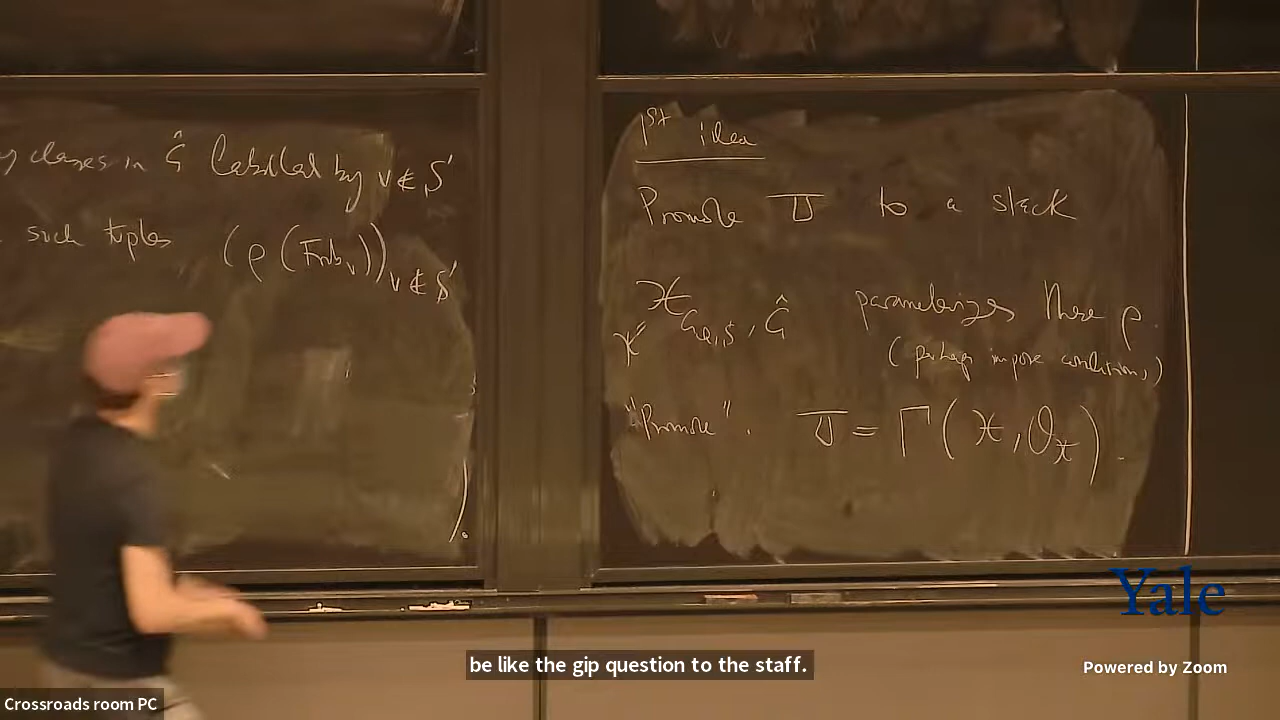 classes in Ĝ labelled by v ∉ S'
such tuples (ρ(Frob_v))_{v ∉ S'}
).
1st idea
Promote 𝕋 to a stack
𝒳_{G_{Q,S}, Ĝ} parameterizes these ρ.
𝒳 (perhaps impose conditions)
"Promote". 𝕋 = Γ(𝒳, O_𝒳).
Yale
be like the gip question to the staff.
Powered by Zoom
Crossroads room PC